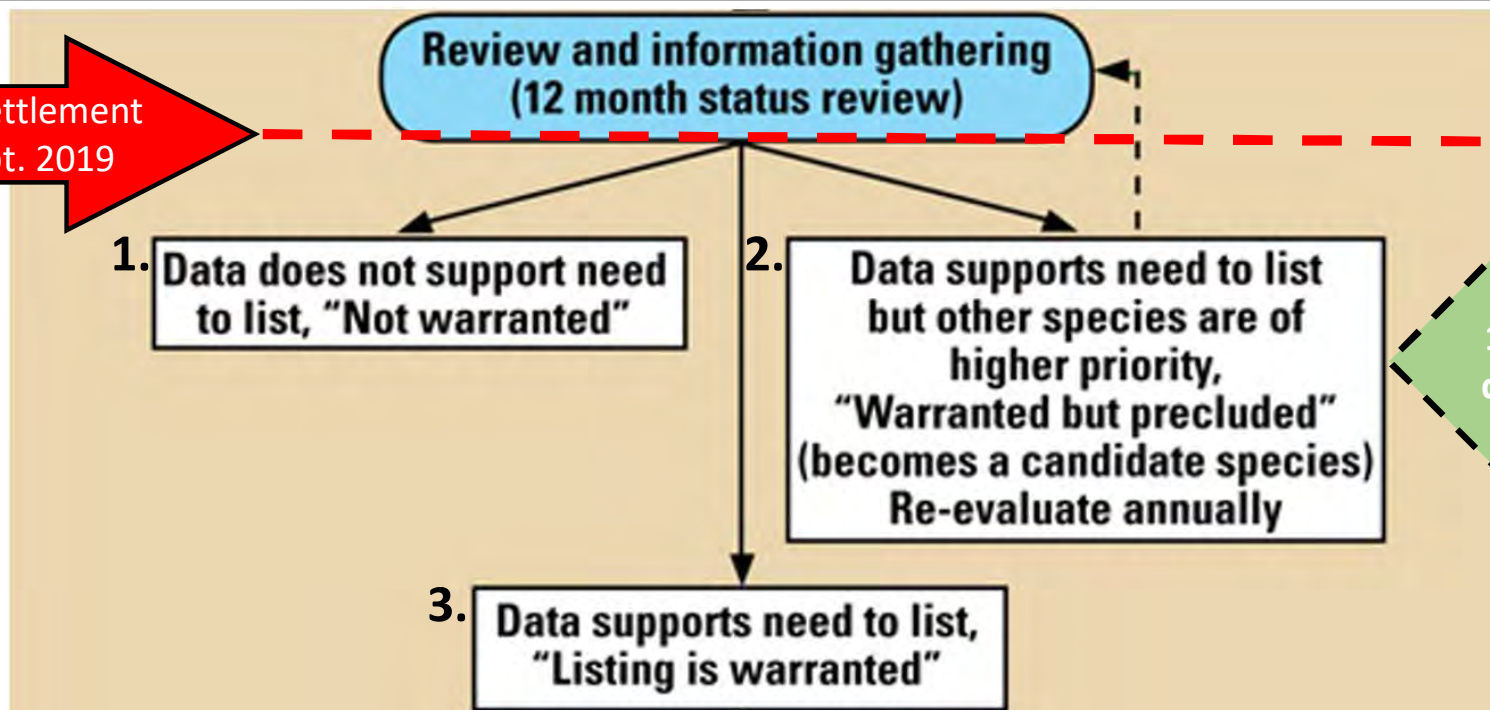 Review and information gathering
(12 month status review)
ettlement
t. 2019
1.
Data does not support need
to list, “Not warranted”
2.
Data supports need to list
but other species are of
higher priority,
“Warranted but precluded”
(becomes a candidate species)
Re-evaluate annually
3.
Data supports need to list,
“Listing is warranted”